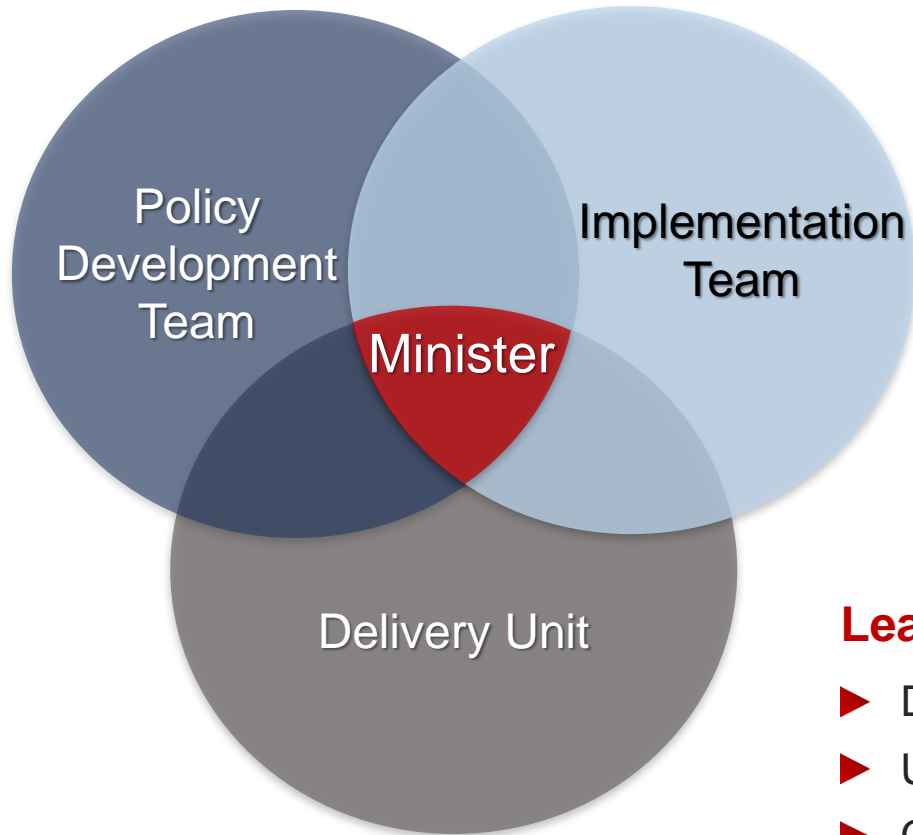 Policy
Development
Team
Implementation
Team
Minister
Delivery Unit